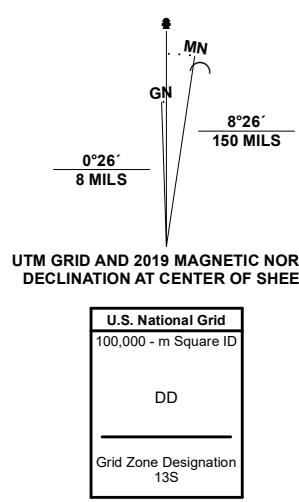 MN
GN
8°26´
150 MILS
0°26´
8 MILS
UTM GRID AND 2019 MAGNETIC NOR
DECLINATION AT CENTER OF SHEE
U.S. National Grid
100,000 - m Square ID
DD
Grid Zone Designation
13S